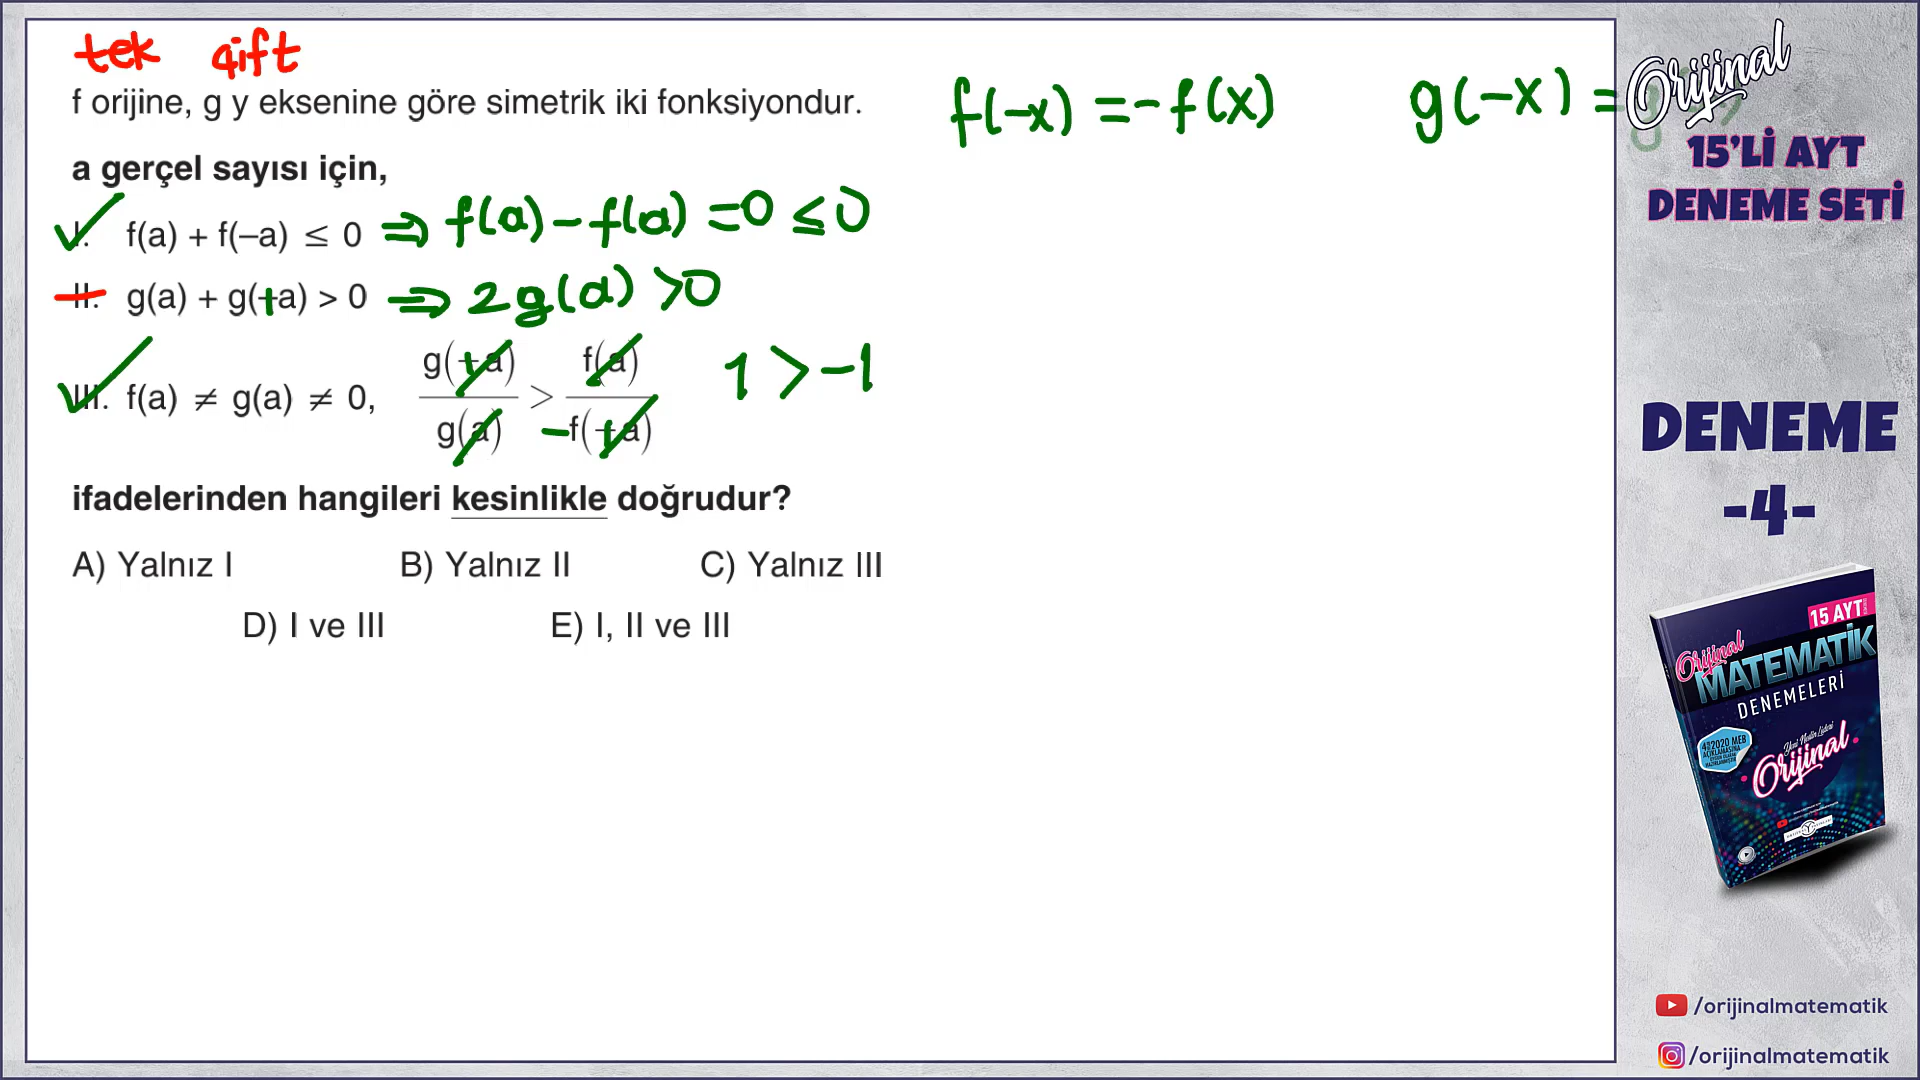 tek çift
f orijine, g y eksenine göre simetrik iki fonksiyondur.
f(-x) = -f(x) g(-x) =
a gerçel sayısı için,
I. f(a) + f(–a) ≤ 0 ⇒ f(a) - f(a) = 0 ≤ 0
II. g(a) + g(+a) > 0 ⇒ 2g(a) > 0
III. f(a) ≠ g(a) ≠ 0, g(+a)/g(a) > f(a)/-f(+a) 1 > -1
ifadelerinden hangileri kesinlikle doğrudur?
A) Yalnız I B) Yalnız II C) Yalnız III
D) I ve III E) I, II ve III
Orijinal
15'Lİ AYT
DENEME SETİ
DENEME
-4-
15 AYT
Orijinal
MATEMATİK
DENEMELERİ
Orijinal
/orijinalmatematik
/orijinalmatematik